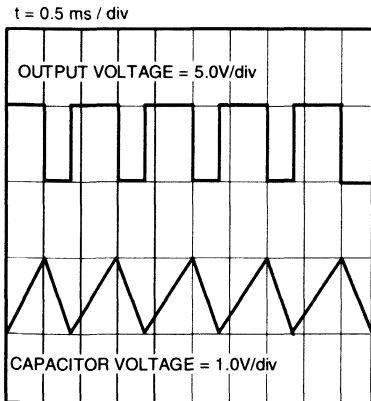 t = 0.5 ms / div
OUTPUT VOLTAGE = 5.0V/div
CAPACITOR VOLTAGE = 1.0V/div